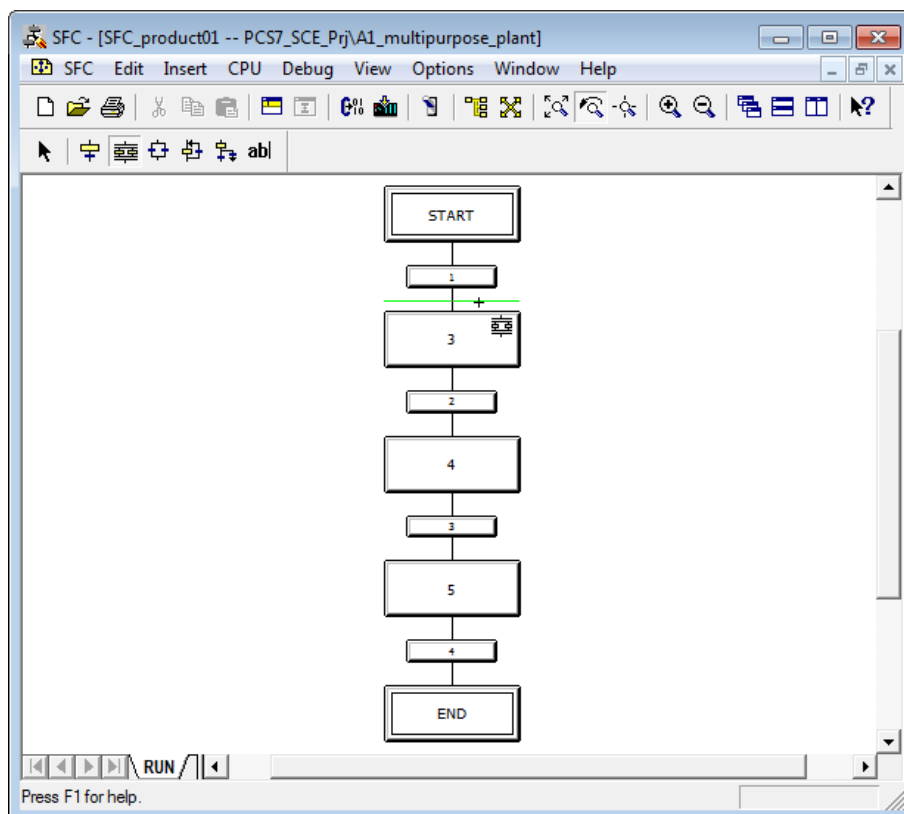 SFC - [SFC_product01 -- PCS7_SCE_Prj\A1_multipurpose_plant]
SFC Edit Insert CPU Debug View Options Window Help
abl
START
1
3
2
4
3
5
4
END
RUN
Press F1 for help.